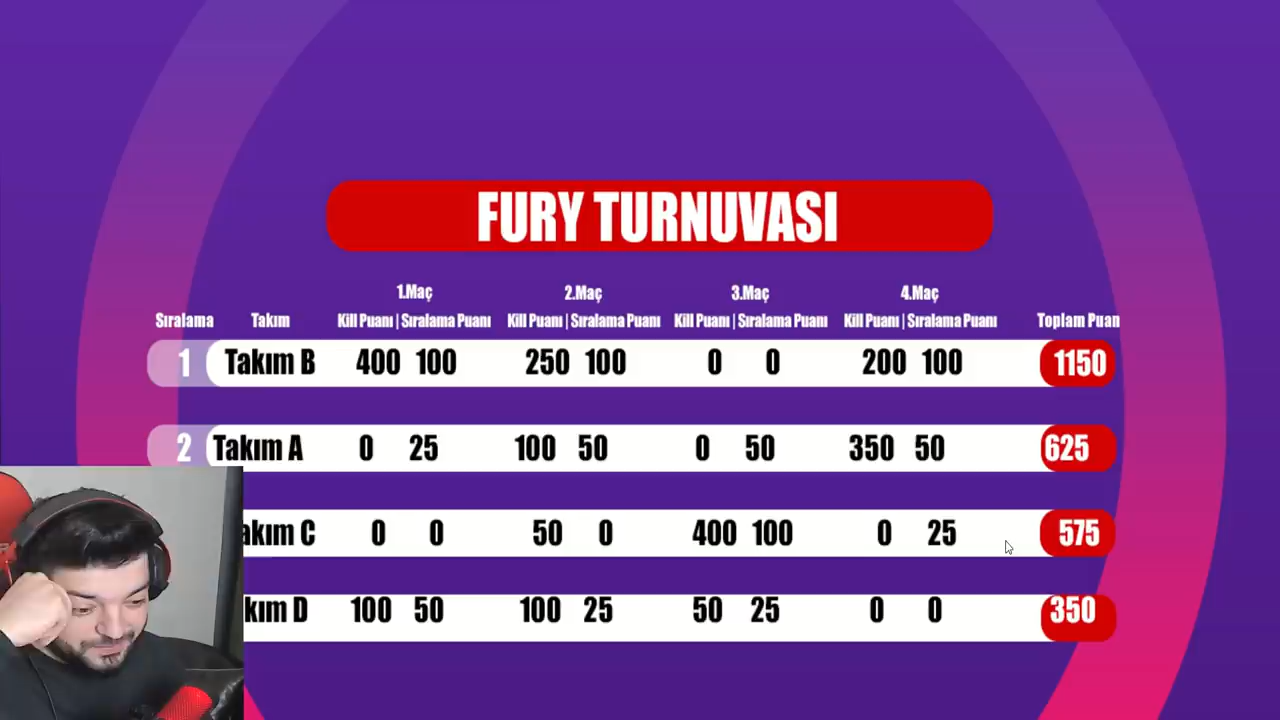 FURY TURNUVASI
1.Maç 2.Maç 3.Maç 4.Maç
Sıralama Takım Kill Puanı | Sıralama Puanı Kill Puanı | Sıralama Puanı Kill Puanı | Sıralama Puanı Kill Puanı | Sıralama Puanı Toplam Puan
1 Takım B 400 100 250 100 0 0 200 100 1150
2 Takım A 0 25 100 50 0 50 350 50 625
akım C 0 0 50 0 400 100 0 25 575
kım D 100 50 100 25 50 25 0 0 350